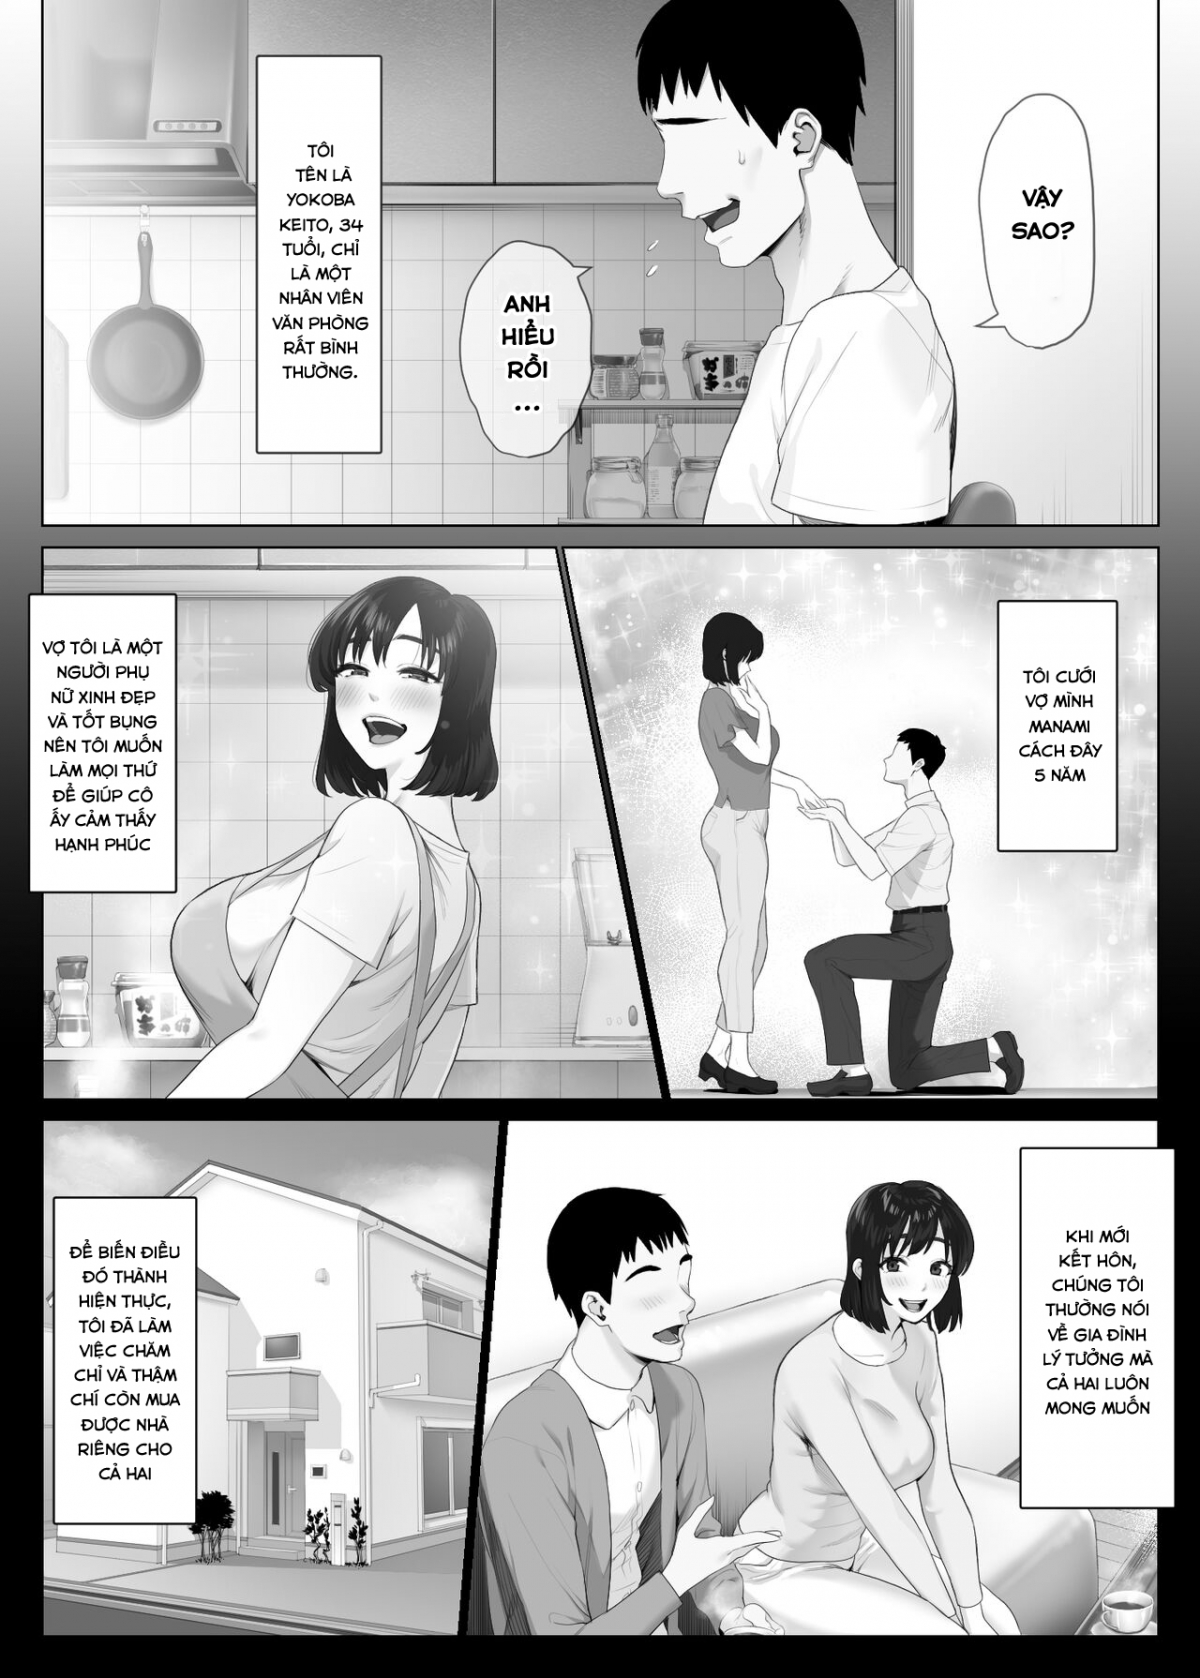 VẬY
SAO?
ANH
HIỂU
RỒI
...
TÔI
TÊN LÀ
YOKOBA
KEITO, 34
TUỔI, CHỈ
LÀ MỘT
NHÂN VIÊN
VĂN PHÒNG
RẤT BÌNH
THƯỜNG.
TÔI CƯỚI
VỢ MÌNH
MANAMI
CÁCH ĐÂY
5 NĂM
VỢ TÔI LÀ MỘT
NGƯỜI PHỤ
NỮ XINH ĐẸP
VÀ TỐT BỤNG
NÊN TÔI MUỐN
LÀM MỌI THỨ
ĐỂ GIÚP CÔ
ẤY CẢM THẤY
HẠNH PHÚC
KHI MỚI
KẾT HÔN,
CHÚNG TÔI
THƯỜNG NÓI
VỀ GIA ĐÌNH
LÝ TƯỞNG MÀ
CẢ HAI LUÔN
MONG MUỐN
ĐỂ BIẾN ĐIỀU
ĐÓ THÀNH
HIỆN THỰC,
TÔI ĐÃ LÀM
VIỆC CHĂM
CHỈ VÀ THẬM
CHÍ CÒN MUA
ĐƯỢC NHÀ
RIÊNG CHO
CẢ HAI